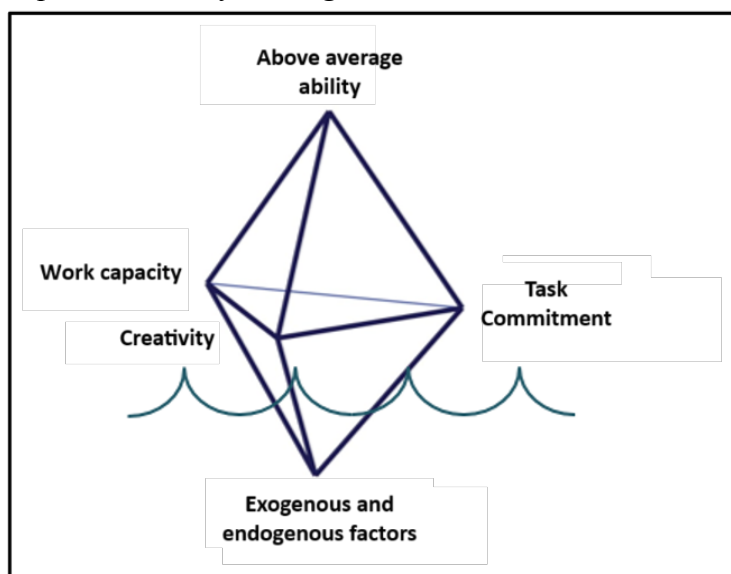 Above average
ability
Work capacity
Creativity
Task
Commitment
Exogenous and
endogenous factors